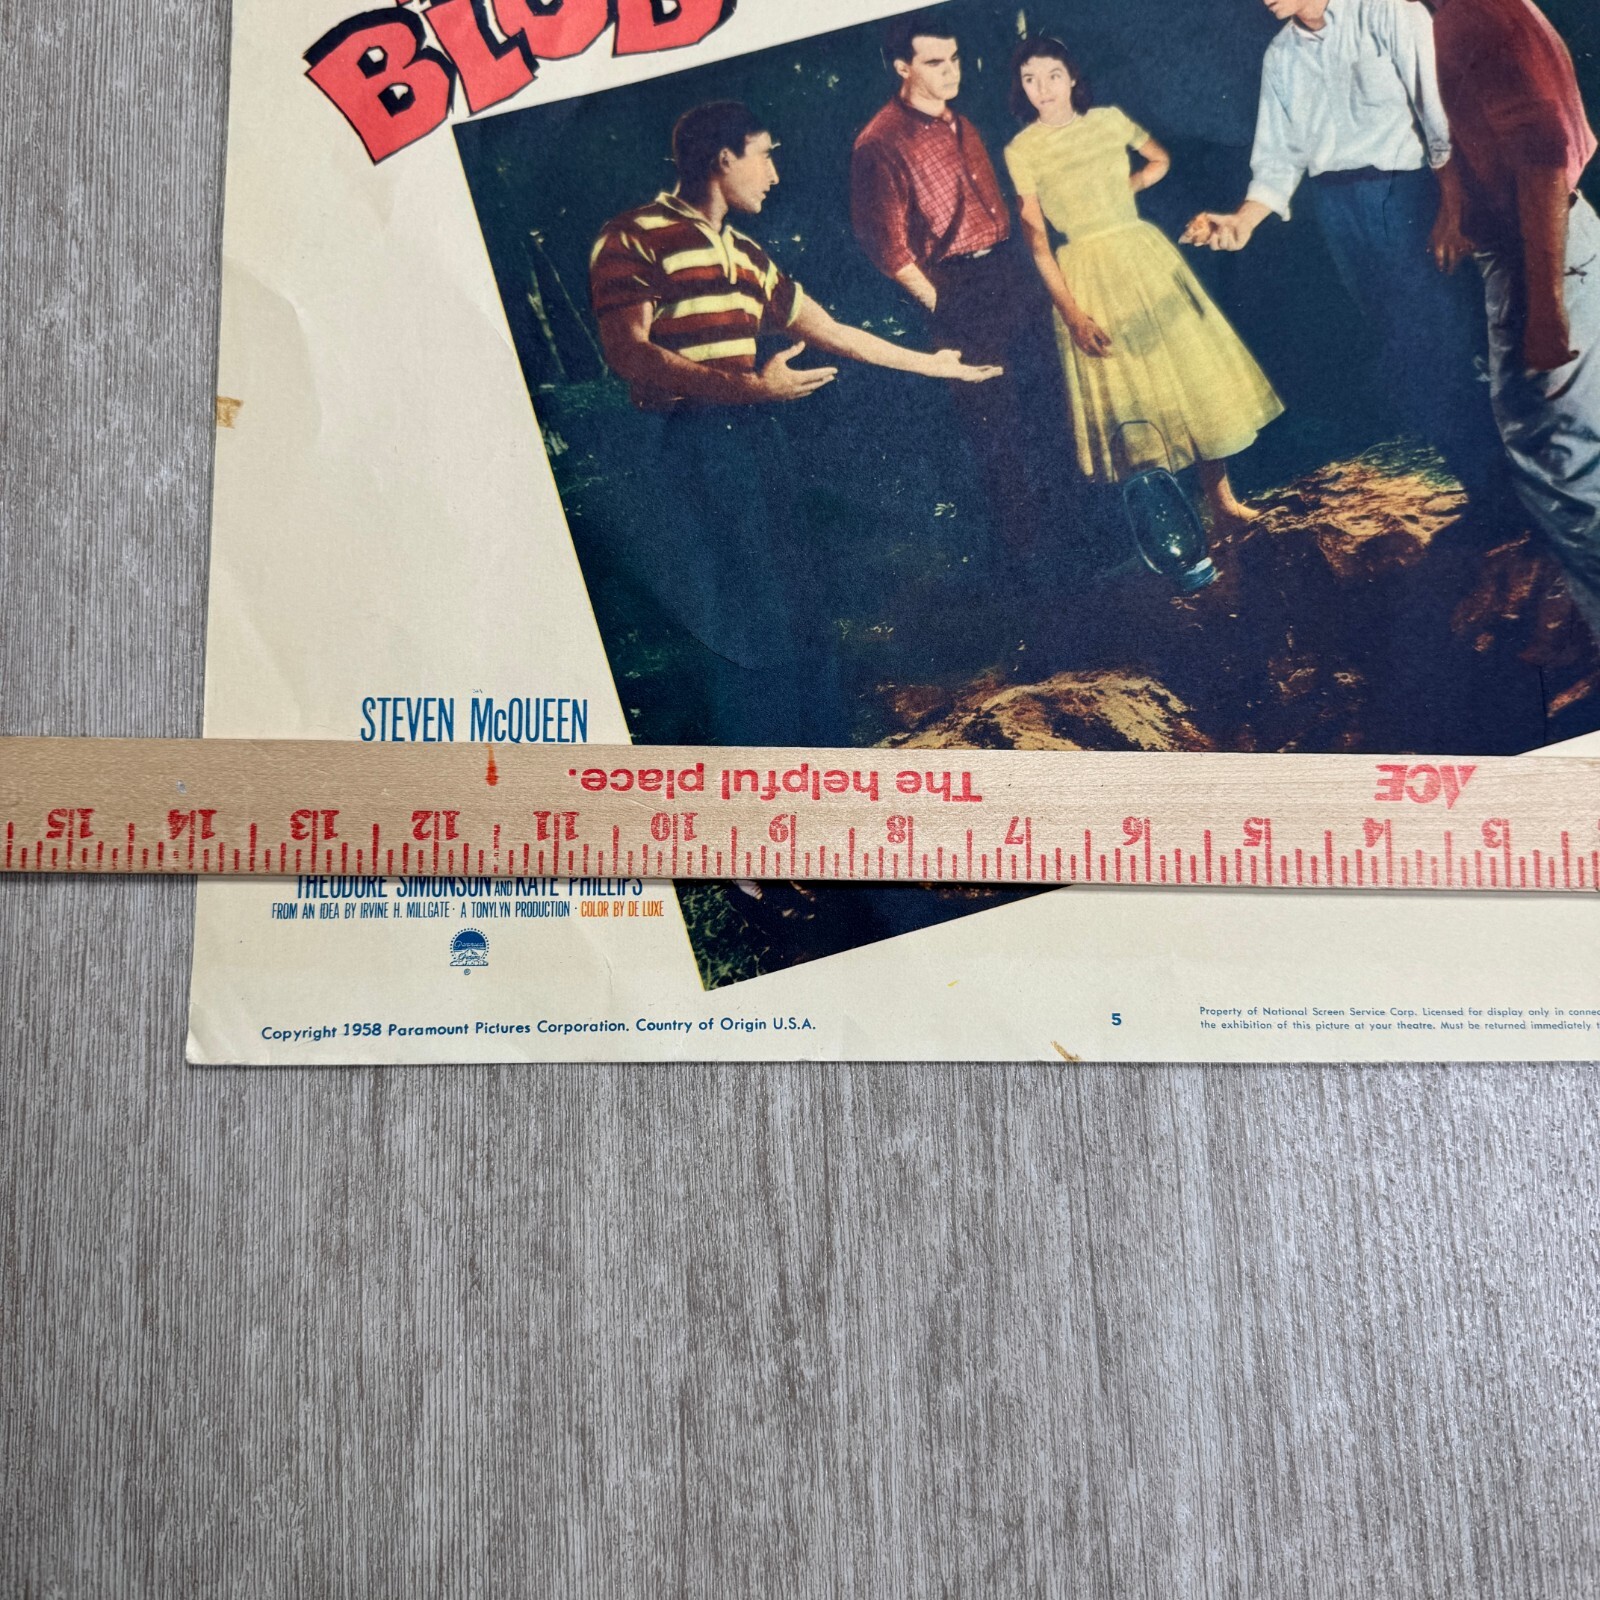 BLOB
STEVEN McQUEEN
The helpful place.
ACE
15 14 13 12 11 10 9 8 7 6 5 4 3
THEODORE SIMONSON AND KATE PHILLIPS
FROM AN IDEA BY IRVINE H. MILLGATE · A TONYLYN PRODUCTION · COLOR BY DE LUXE
Paramount
®
Copyright 1958 Paramount Pictures Corporation. Country of Origin U.S.A.
5
Property of National Screen Service Corp. Licensed for display only in connec
the exhibition of this picture at your theatre. Must be returned immediately t